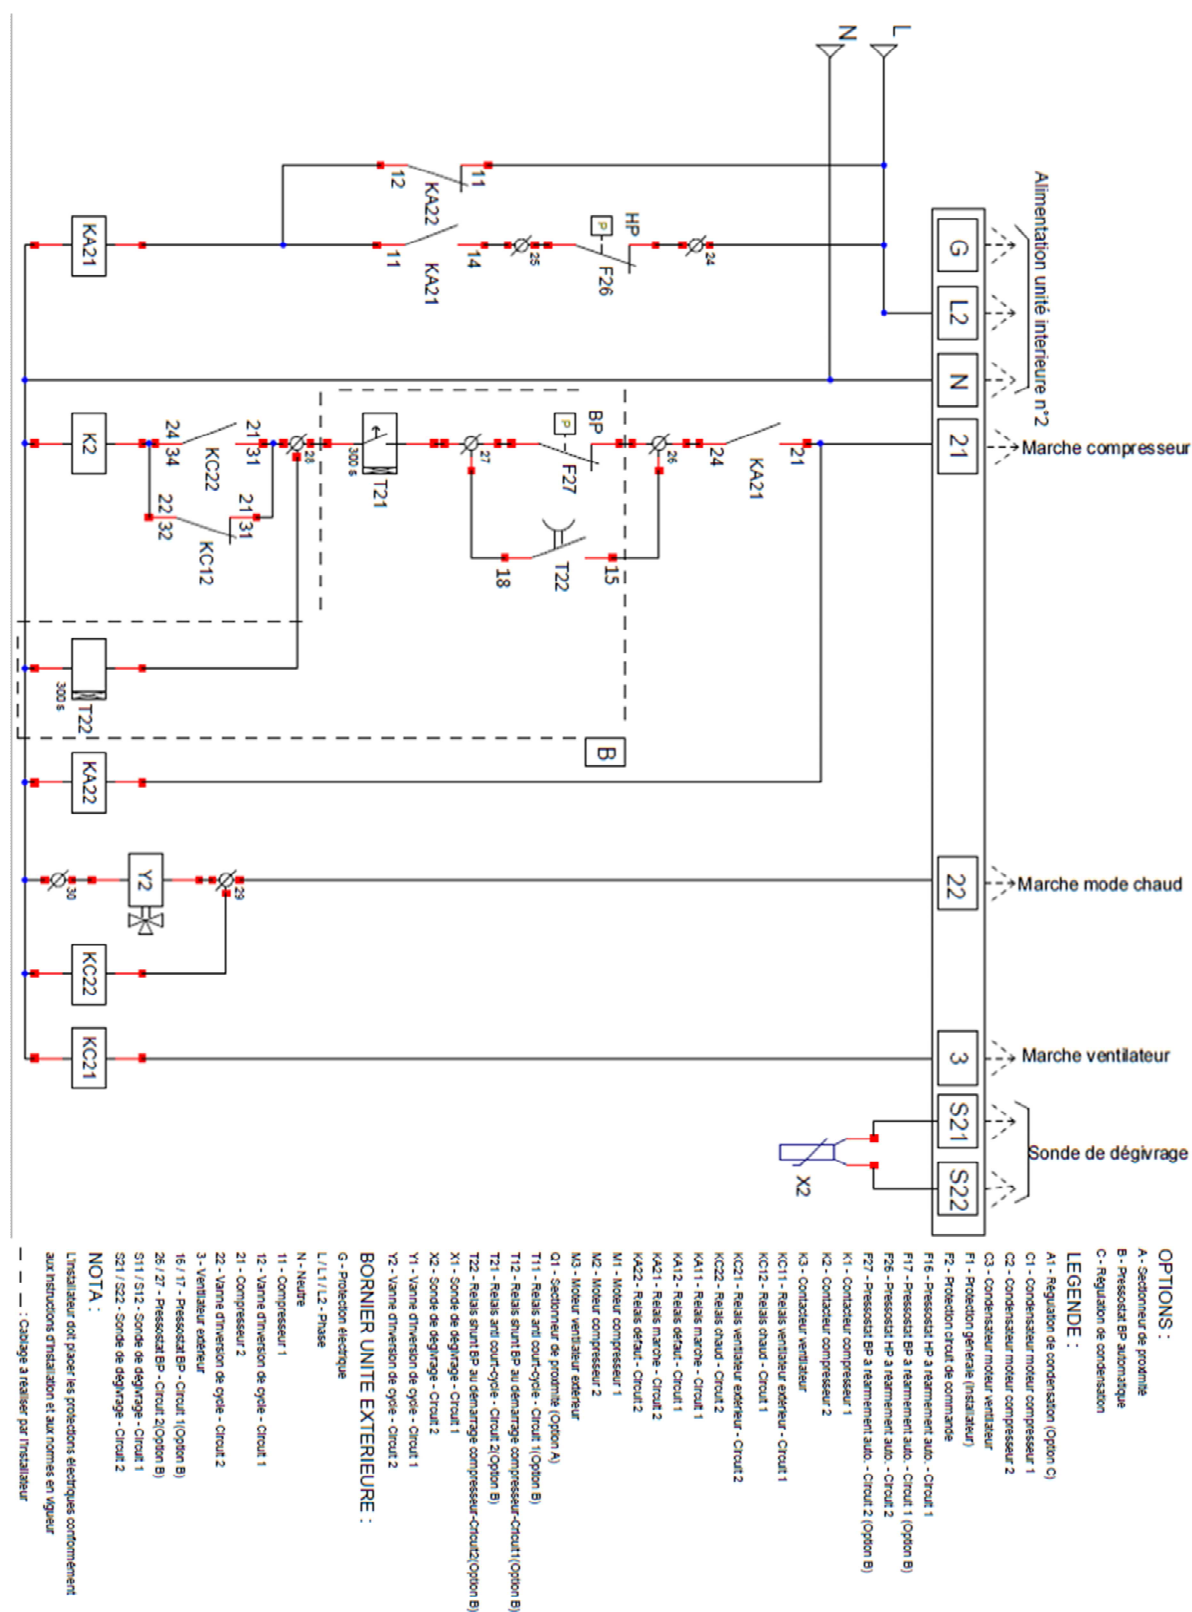 L
N
Alimentation unité interieure n°2
G
L2
N
21
Marche compresseur
22
Marche mode chaud
3
Marche ventilateur
S21
S22
Sonde de dégivrage
X2
11
12
KA22
24
HP
P
F26
25
14
11
KA21
KA21
21
24
KA21
26
BP
P
F27
15
18
T22
27
T21
300 s
28
21 31
24 34
KC22
21 31
22 32
KC12
K2
B
T22
300 s
KA22
29
Y2
30
KC22
KC21
OPTIONS :
A - Sectionneur de proximité
B - Pressostat BP automatique
C - Régulation de condensation
LEGENDE :
A1 - Régulation de condensation (Option C)
C1 - Condensateur moteur compresseur 1
C2 - Condensateur moteur compresseur 2
C3 - Condensateur moteur ventilateur
F1 - Protection générale (Installateur)
F2 - Protection circuit de commande
F16 - Pressostat HP à réarmement auto. - Circuit 1
F17 - Pressostat BP à réarmement auto. - Circuit 1 (Option B)
F26 - Pressostat HP à réarmement auto. - Circuit 2
F27 - Pressostat BP à réarmement auto. - Circuit 2 (Option B)
K1 - Contacteur compresseur 1
K2 - Contacteur compresseur 2
K3 - Contacteur ventilateur
KC11 - Relais ventilateur extérieur - Circuit 1
KC12 - Relais chaud - Circuit 1
KC21 - Relais ventilateur extérieur - Circuit 2
KC22 - Relais chaud - Circuit 2
KA11 - Relais marche - Circuit 1
KA12 - Relais défaut - Circuit 1
KA21 - Relais marche - Circuit 2
KA22 - Relais défaut - Circuit 2
M1 - Moteur compresseur 1
M2 - Moteur compresseur 2
M3 - Moteur ventilateur extérieur
Q1 - Sectionneur de proximité (Option A)
T11 - Relais anti court-cycle - Circuit 1(Option B)
T12 - Relais shunt BP au démarrage compresseur-Circuit1(Option B)
T21 - Relais anti court-cycle - Circuit 2(Option B)
T22 - Relais shunt BP au démarrage compresseur-Circuit2(Option B)
X1 - Sonde de dégivrage - Circuit 1
X2 - Sonde de dégivrage - Circuit 2
Y1 - Vanne d'inversion de cycle - Circuit 1
Y2 - Vanne d'inversion de cycle - Circuit 2
BORNIER UNITE EXTERIEURE :
G - Protection électrique
L / L1 / L2 - Phase
N - Neutre
11 - Compresseur 1
12 - Vanne d'inversion de cycle - Circuit 1
21 - Compresseur 2
22 - Vanne d'inversion de cycle - Circuit 2
3 - Ventilateur extérieur
16 / 17 - Pressostat BP - Circuit 1(Option B)
26 / 27 - Pressostat BP - Circuit 2(Option B)
S11 / S12 - Sonde de dégivrage - Circuit 1
S21 / S22 - Sonde de dégivrage - Circuit 2
NOTA :
L'installateur doit placer les protections électriques conformément
aux instructions d'installation et aux normes en vigueur
_ _ _ : Cablage à réaliser par l'installateur